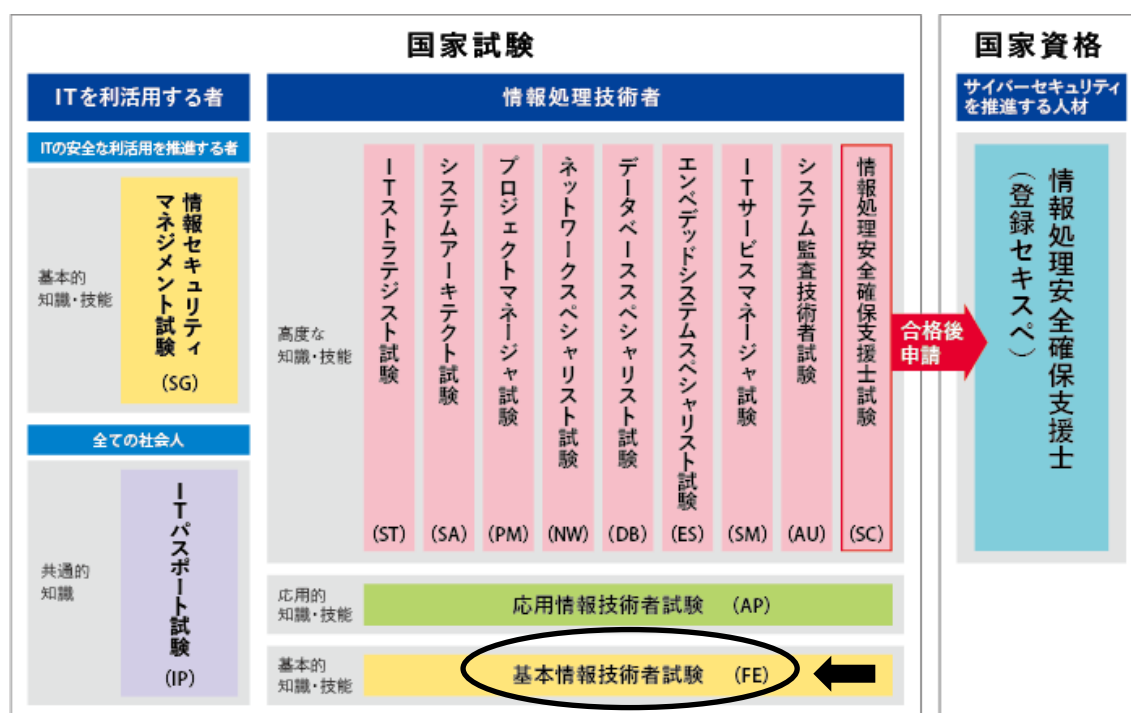 国家試験
ITを利活用する者
ITの安全な利活用を推進する者
基本的
知識・技能
情報セキュリティ
マネジメント試験
(SG)
全ての社会人
共通的
知識
ITパスポート試験
(IP)
情報処理技術者
高度な
知識・技能
ITストラテジスト試験
(ST)
システムアーキテクト試験
(SA)
プロジェクトマネージャ試験
(PM)
ネットワークスペシャリスト試験
(NW)
データベーススペシャリスト試験
(DB)
エンベデッドシステムスペシャリスト試験
(ES)
ITサービスマネージャ試験
(SM)
システム監査技術者試験
(AU)
情報処理安全確保支援士試験
(SC)
応用的
知識・技能
応用情報技術者試験 (AP)
基本的
知識・技能
基本情報技術者試験 (FE)
合格後
申請
国家資格
サイバーセキュリティ
を推進する人材
情報処理安全確保支援士
(登録セキスペ)